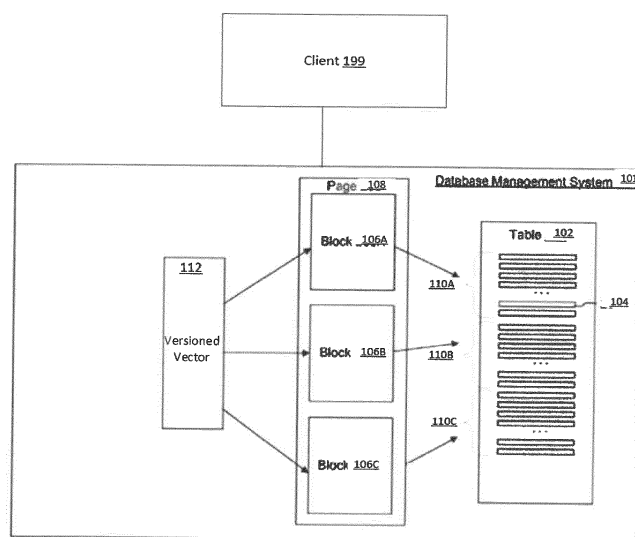 Client 199
Database Management System 101
Page 108
Block 106A
Table 102
112
110A
...
104
Versioned
Vector
Block 106B
110B
...
110C
...
Block 106C